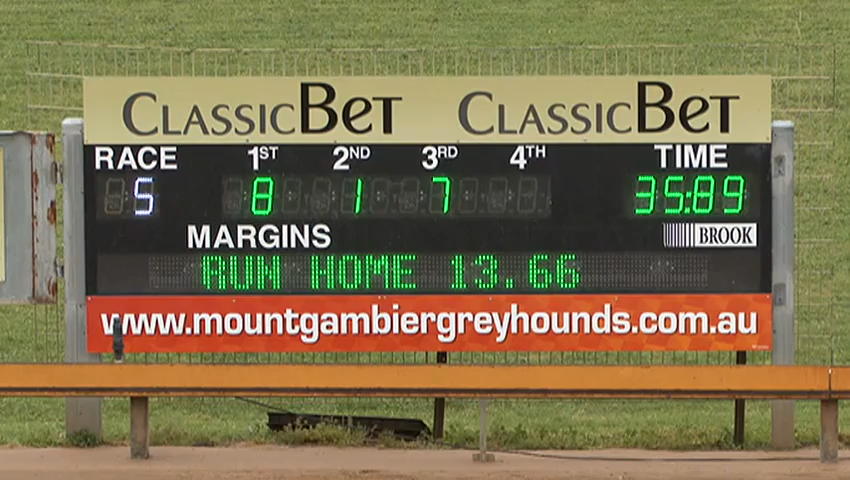 CLASSICBET CLASSICBET
RACE 1ST 2ND 3RD 4TH TIME
5 8 1 7 35:89
MARGINS BROOK
RUN HOME 13.66
www.mountgambiergreyhounds.com.au